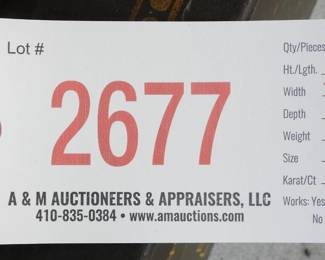 Lot #
2677
A & M AUCTIONEERS & APPRAISERS, LLC
410-835-0384 • www.amauctions.com
Qty/Pieces
Ht./Lgth.
Width
Depth
Weight
Size
Karat/Ct
Works: Yes
No